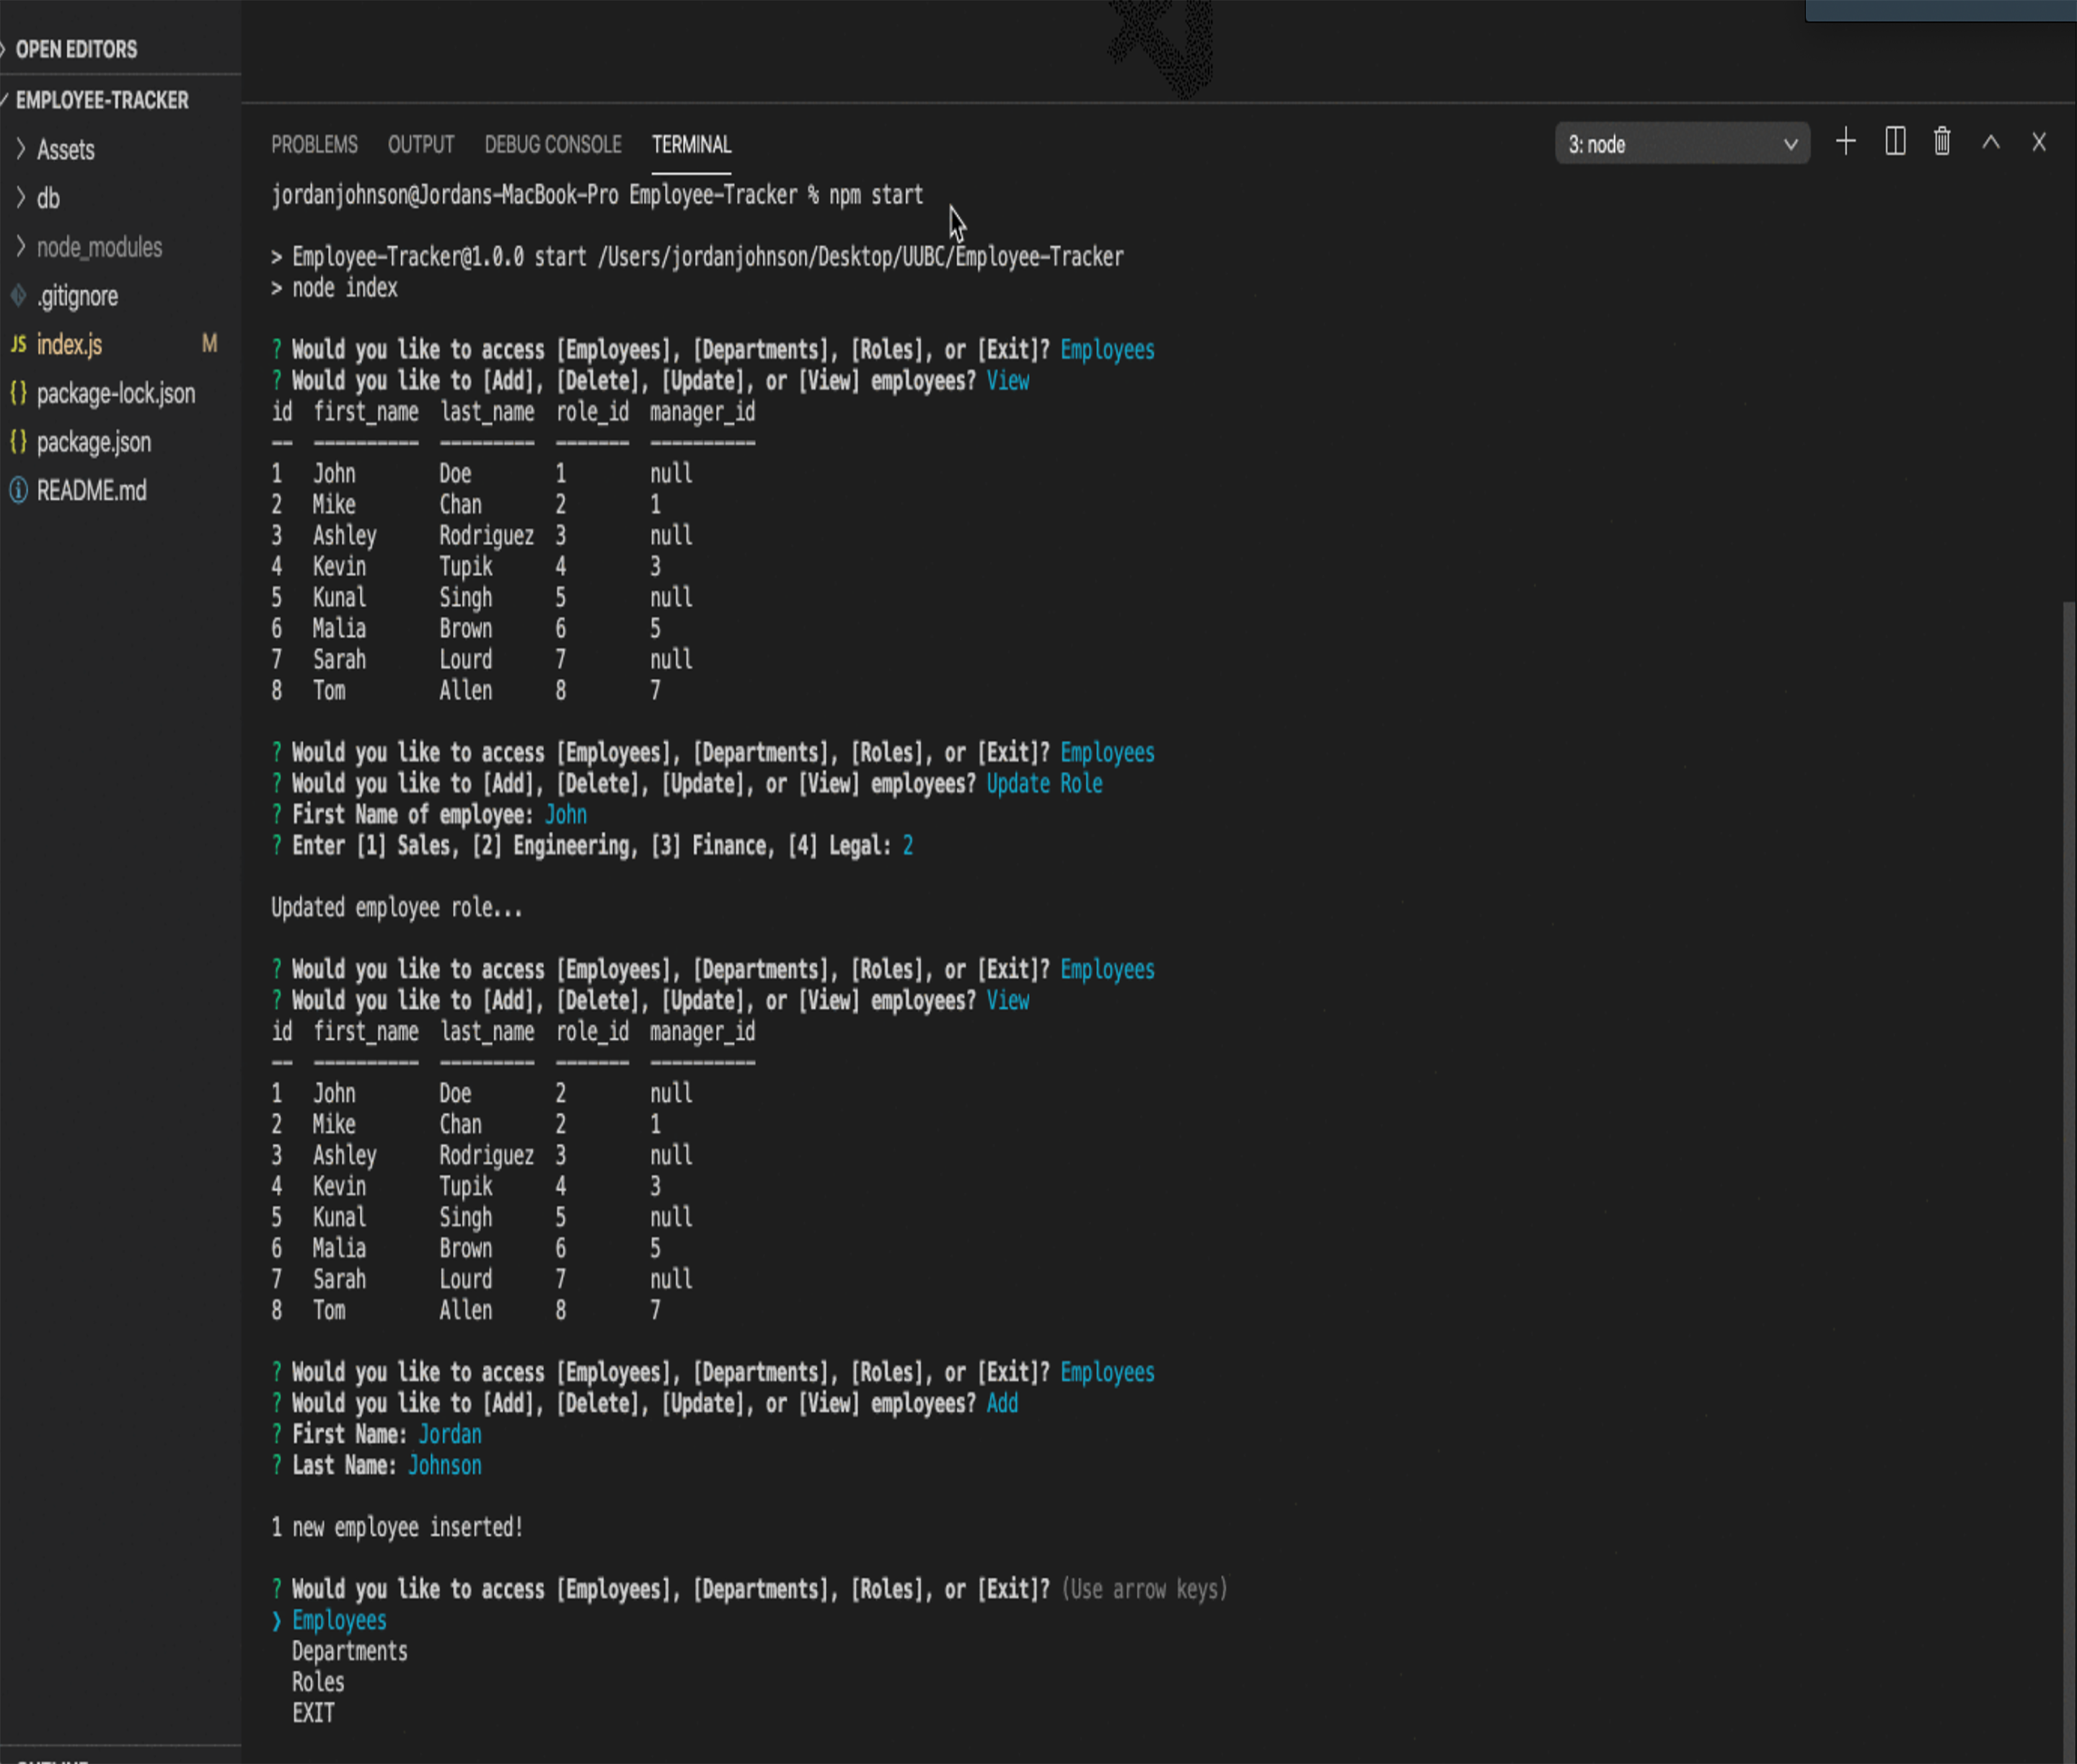 OPEN EDITORS
EMPLOYEE-TRACKER
Assets
db
node_modules
.gitignore
JS index.js M
{} package-lock.json
{} package.json
README.md
PROBLEMS OUTPUT DEBUG CONSOLE TERMINAL 3: node
jordanjohnson@Jordans-MacBook-Pro Employee-Tracker % npm start
> Employee-Tracker@1.0.0 start /Users/jordanjohnson/Desktop/UUBC/Employee-Tracker
> node index
? Would you like to access [Employees], [Departments], [Roles], or [Exit]? Employees
? Would you like to [Add], [Delete], [Update], or [View] employees? View
id first_name last_name role_id manager_id
-- ---------- --------- ------- ----------
1 John Doe 1 null
2 Mike Chan 2 1
3 Ashley Rodriguez 3 null
4 Kevin Tupik 4 3
5 Kunal Singh 5 null
6 Malia Brown 6 5
7 Sarah Lourd 7 null
8 Tom Allen 8 7
? Would you like to access [Employees], [Departments], [Roles], or [Exit]? Employees
? Would you like to [Add], [Delete], [Update], or [View] employees? Update Role
? First Name of employee: John
? Enter [1] Sales, [2] Engineering, [3] Finance, [4] Legal: 2
Updated employee role...
? Would you like to access [Employees], [Departments], [Roles], or [Exit]? Employees
? Would you like to [Add], [Delete], [Update], or [View] employees? View
id first_name last_name role_id manager_id
-- ---------- --------- ------- ----------
1 John Doe 2 null
2 Mike Chan 2 1
3 Ashley Rodriguez 3 null
4 Kevin Tupik 4 3
5 Kunal Singh 5 null
6 Malia Brown 6 5
7 Sarah Lourd 7 null
8 Tom Allen 8 7
? Would you like to access [Employees], [Departments], [Roles], or [Exit]? Employees
? Would you like to [Add], [Delete], [Update], or [View] employees? Add
? First Name: Jordan
? Last Name: Johnson
1 new employee inserted!
? Would you like to access [Employees], [Departments], [Roles], or [Exit]? (Use arrow keys)
❯ Employees
Departments
Roles
EXIT